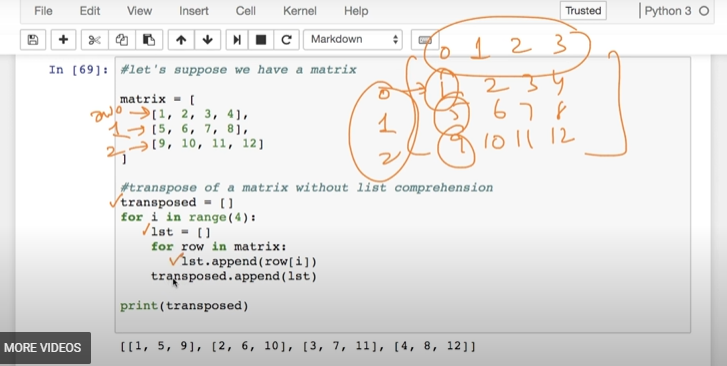 File Edit View Insert Cell Kernel Help Trusted Python 3
Markdown
0 1 2 3
In [69]: #let's suppose we have a matrix
matrix = [
0 [1, 2, 3, 4],
1 [5, 6, 7, 8],
2 [9, 10, 11, 12]
]
0 1 2 3 4
1 5 6 7 8
2 9 10 11 12
#transpose of a matrix without list comprehension
transposed = []
for i in range(4):
lst = []
for row in matrix:
lst.append(row[i])
transposed.append(lst)
print(transposed)
MORE VIDEOS
[[1, 5, 9], [2, 6, 10], [3, 7, 11], [4, 8, 12]]